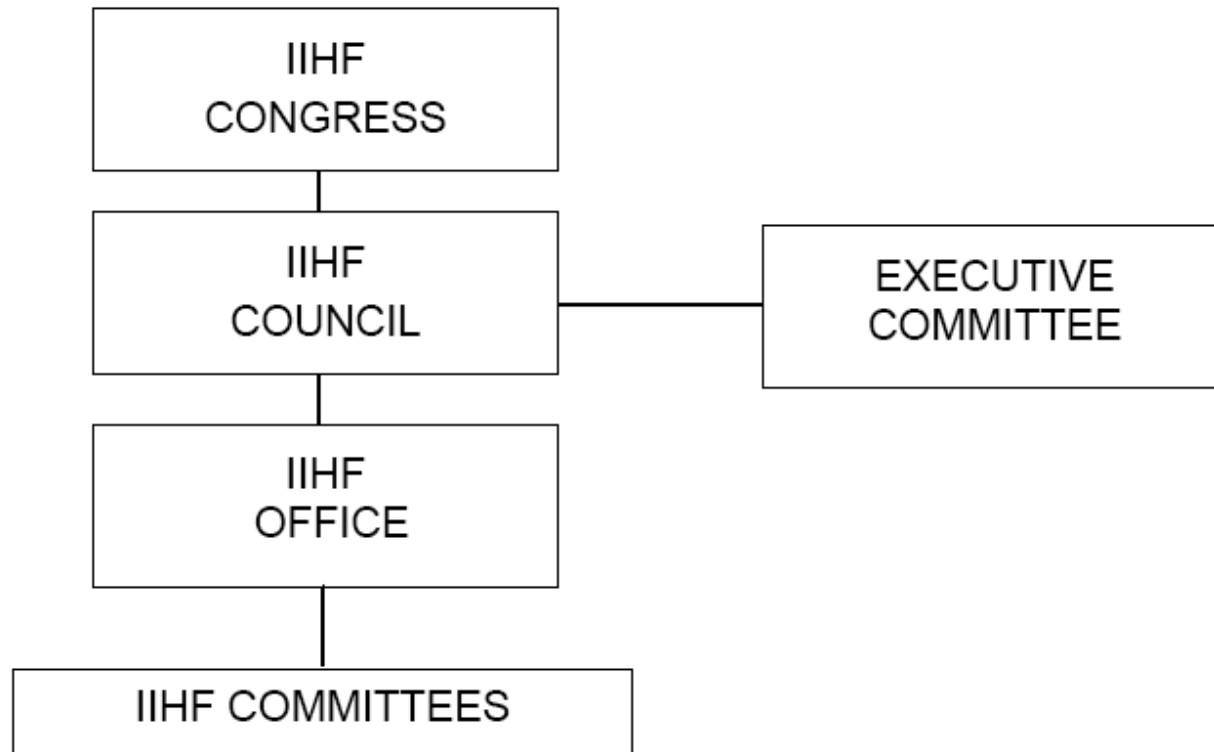 IIHF
CONGRESS
IIHF
COUNCIL
EXECUTIVE
COMMITTEE
IIHF
OFFICE
IIHF COMMITTEES